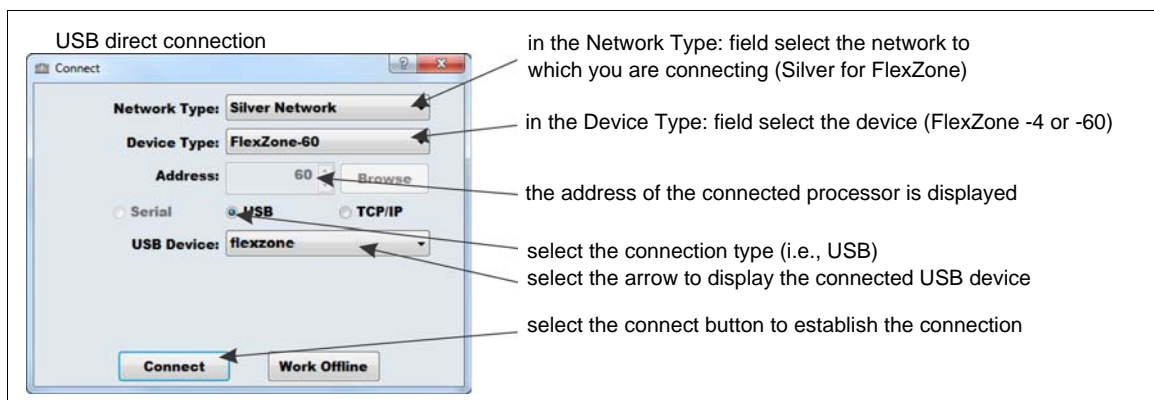 USB direct connection
Connect
Network Type: Silver Network
Device Type: FlexZone-60
Address: 60 Browse
Serial USB TCP/IP
USB Device: flexzone
Connect Work Offline
in the Network Type: field select the network to
which you are connecting (Silver for FlexZone)
in the Device Type: field select the device (FlexZone -4 or -60)
the address of the connected processor is displayed
select the connection type (i.e., USB)
select the arrow to display the connected USB device
select the connect button to establish the connection